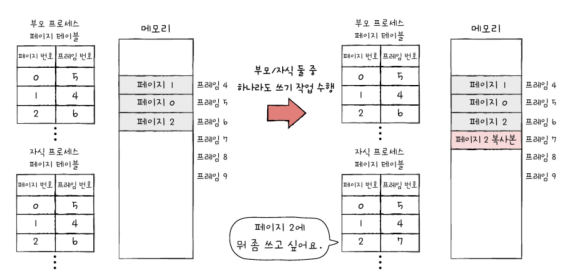 부모 프로세스
페이지 테이블
페이지 번호 프레임 번호
0 5
1 4
2 6
자식 프로세스
페이지 테이블
페이지 번호 프레임 번호
0 5
1 4
2 6
메모리
페이지 1 프레임 4
페이지 0 프레임 5
페이지 2 프레임 6
프레임 7
프레임 8
프레임 9
부모/자식 둘 중
하나라도 쓰기 작업 수행
부모 프로세스
페이지 테이블
페이지 번호 프레임 번호
0 5
1 4
2 6
자식 프로세스
페이지 테이블
페이지 번호 프레임 번호
0 5
1 4
2 7
페이지 2에
뭐 좀 쓰고 싶어요.
메모리
페이지 1 프레임 4
페이지 0 프레임 5
페이지 2 프레임 6
페이지 2 복사본 프레임 7
프레임 8
프레임 9